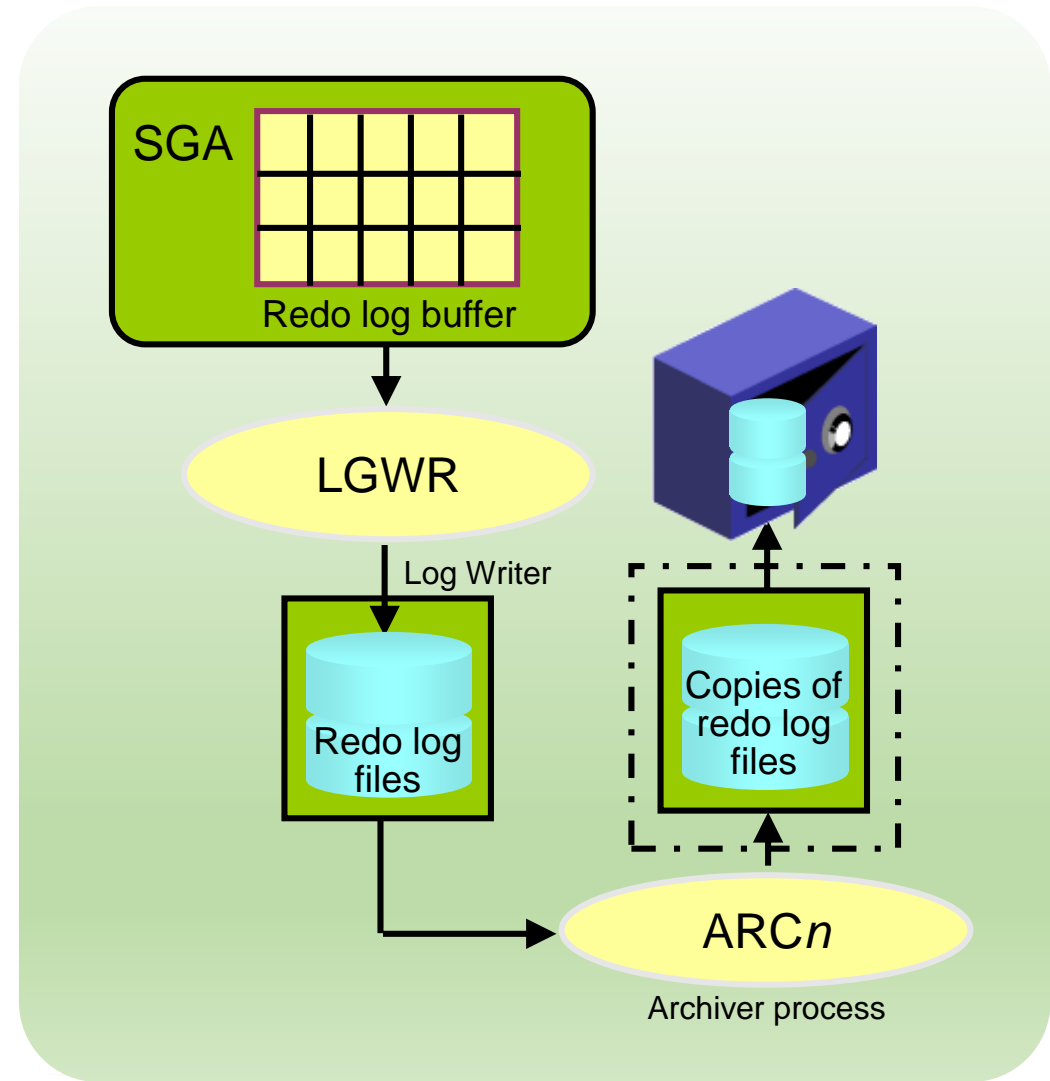 SGA
Redo log buffer
LGWR
Log Writer
Redo log
files
Copies of
redo log
files
ARCn
Archiver process